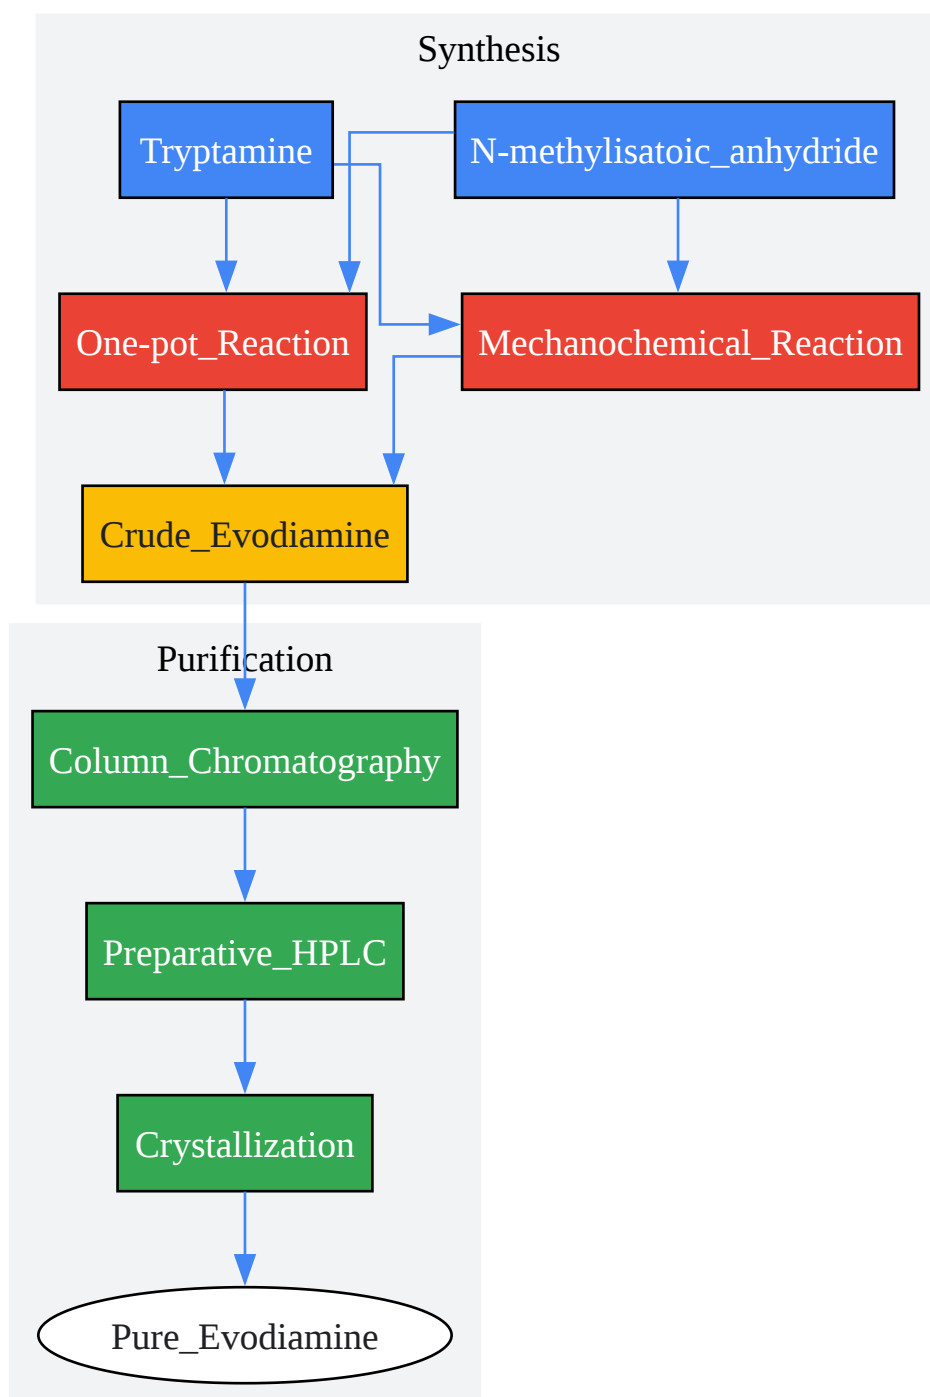 Synthesis
Tryptamine
N-methylisatoic_anhydride
One-pot_Reaction
Mechanochemical_Reaction
Crude_Evodiamine
Purification
Column_Chromatography
Preparative_HPLC
Crystallization
Pure_Evodiamine